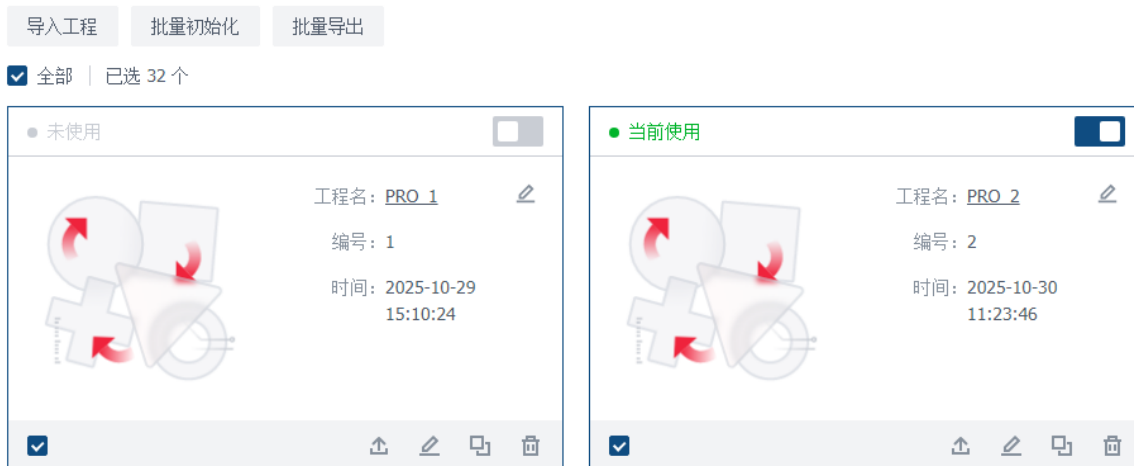 导入工程 批量初始化 批量导出
全部 已选 32 个
未使用
工程名：PRO_1
编号：1
时间：2025-10-29
15:10:24
当前使用
工程名：PRO_2
编号：2
时间：2025-10-30
11:23:46